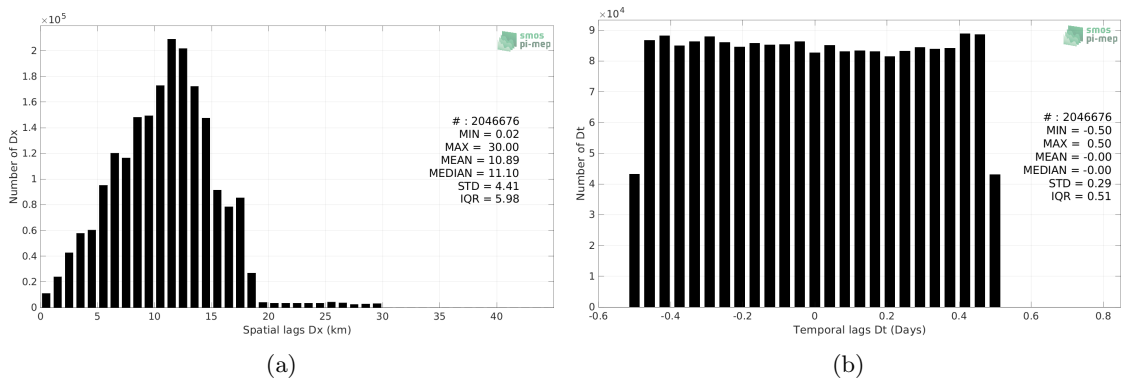 ×10⁵
2
1.8
1.6
1.4
1.2
1
0.8
0.6
0.4
0.2
0
Number of Dx
0 5 10 15 20 25 30 35 40
Spatial lags Dx (km)
smos
pi-mep
# : 2046676
MIN = 0.02
MAX = 30.00
MEAN = 10.89
MEDIAN = 11.10
STD = 4.41
IQR = 5.98
(a)
×10⁴
9
8
7
6
5
4
3
2
1
0
Number of Dt
-0.6 -0.4 -0.2 0 0.2 0.4 0.6 0.8
Temporal lags Dt (Days)
smos
pi-mep
# : 2046676
MIN = -0.50
MAX = 0.50
MEAN = -0.00
MEDIAN = -0.00
STD = 0.29
IQR = 0.51
(b)